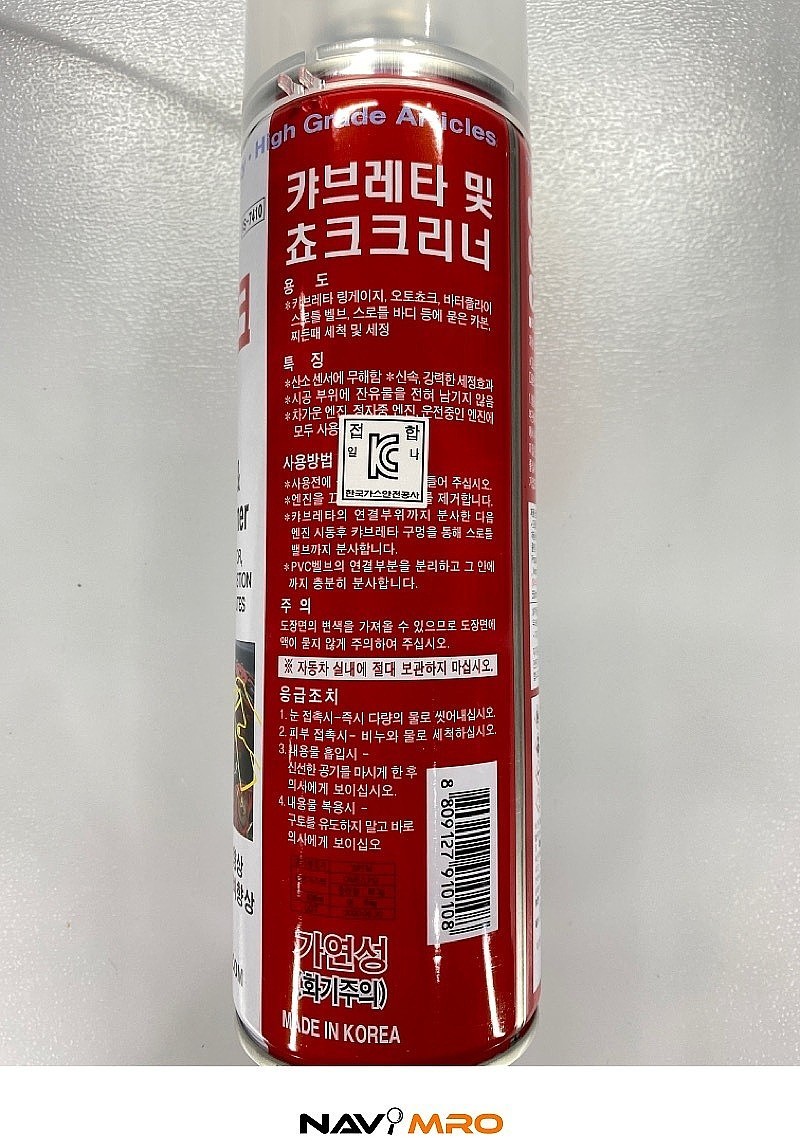 High Grade Articles
S-7410
캬브레타 및
쵸크크리너
용 도
*캬브레타 링게이지, 오토쵸크, 바터플라이
스로틀 벨브, 스로틀 바디 등에 묻은 카본,
찌든때 세척 및 세정
특 징
*산소 센서에 무해함 *신속, 강력한 세정효과
*시공 부위에 잔유물을 전혀 남기지 않음
*차가운 엔진, 정지중 엔진, 운전중인 엔진에
모두 사용
접 합
일 나
KC
한국가스안전공사
사용방법
*사용전에 들어 주십시오.
*엔진을 를 제거합니다.
*캬브레타의 연결부위까지 분사한 다음
엔진 시동후 캬브레타 구멍을 통해 스로틀
밸브까지 분사합니다.
*PVC벨브의 연결부분을 분리하고 그 안에
까지 충분히 분사합니다.
주 의
도장면의 변색을 가져올 수 있으므로 도장면에
액이 묻지 않게 주의하여 주십시오.
※ 자동차 실내에 절대 보관하지 마십시오.
응급조치
1. 눈 접촉시-즉시 다량의 물로 씻어내십시오.
2. 피부 접촉시- 비누와 물로 세척하십시오.
3. 내용물 흡입시 -
신선한 공기를 마시게 한 후
의사에게 보이십시오.
4. 내용물 복용시 -
구토를 유도하지 말고 바로
의사에게 보이십시오
8 809127 910108
가연성
(화기주의)
MADE IN KOREA
NAVI MRO